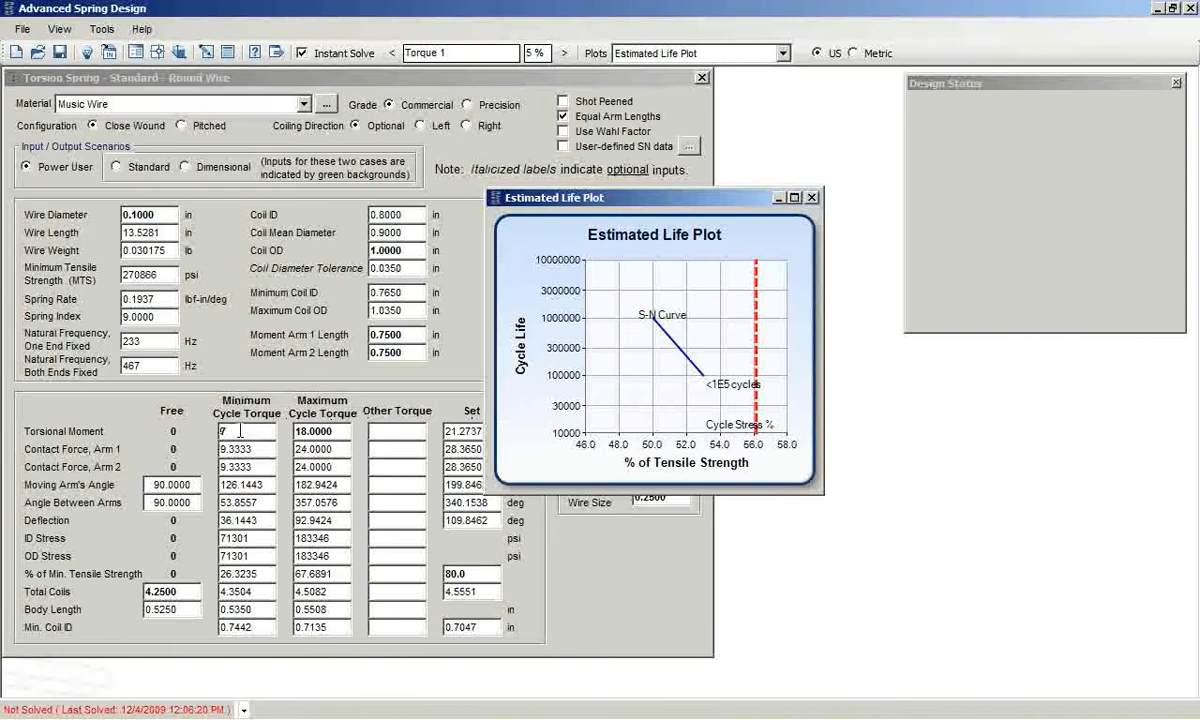 Advanced Spring Design
File View Tools Help
Instant Solve < Torque 1 5 % > Plots Estimated Life Plot US Metric
Torsion Spring - Standard - Round Wire
Design Status
Material Music Wire ... Grade Commercial Precision
Configuration Close Wound Pitched Coiling Direction Optional Left Right
Shot Peened
Equal Arm Lengths
Use Wahl Factor
User-defined SN data ...
Input / Output Scenarios
Power User Standard Dimensional (Inputs for these two cases are indicated by green backgrounds)
Note: Italicized labels indicate optional inputs.
Wire Diameter 0.1000 in Coil ID 0.8000 in
Wire Length 13.5281 in Coil Mean Diameter 0.9000 in
Wire Weight 0.030175 lb Coil OD 1.0000 in
Minimum Tensile Strength (MTS) 270866 psi Coil Diameter Tolerance 0.0350 in
Spring Rate 0.1937 lbf-in/deg Minimum Coil ID 0.7650 in
Spring Index 9.0000 Maximum Coil OD 1.0350 in
Natural Frequency, One End Fixed 233 Hz Moment Arm 1 Length 0.7500 in
Natural Frequency, Both Ends Fixed 467 Hz Moment Arm 2 Length 0.7500 in
Free Minimum Cycle Torque Maximum Cycle Torque Other Torque Set
Torsional Moment 0 7 18.0000 21.2737
Contact Force, Arm 1 0 9.3333 24.0000 28.3650
Contact Force, Arm 2 0 9.3333 24.0000 28.3650
Moving Arm's Angle 90.0000 126.1443 182.9424 199.846
Angle Between Arms 90.0000 53.8557 357.0576 340.1538 deg
Deflection 0 36.1443 92.9424 109.8462 deg
ID Stress 0 71301 183346 psi
OD Stress 0 71301 183346 psi
% of Min. Tensile Strength 0 26.3235 67.6891 80.0
Total Coils 4.2500 4.3504 4.5082 4.5551
Body Length 0.5250 0.5350 0.5508 in
Min. Coil ID 0.7442 0.7135 0.7047 in
Wire Size 0.2500
Estimated Life Plot
Estimated Life Plot
Cycle Life
10000000
3000000
1000000
300000
100000
30000
10000
S-N Curve
<1E5 cycles
Cycle Stress %
46.0 48.0 50.0 52.0 54.0 56.0 58.0
% of Tensile Strength
Not Solved ( Last Solved: 12/4/2009 12:06:20 PM )